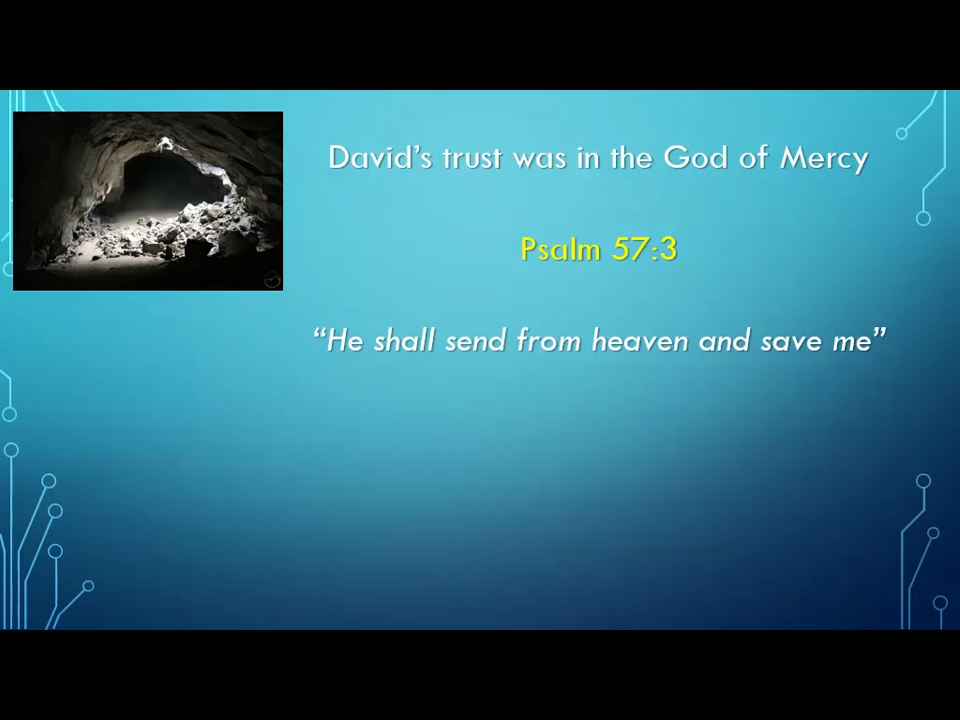 David’s trust was in the God of Mercy
Psalm 57:3
“He shall send from heaven and save me”